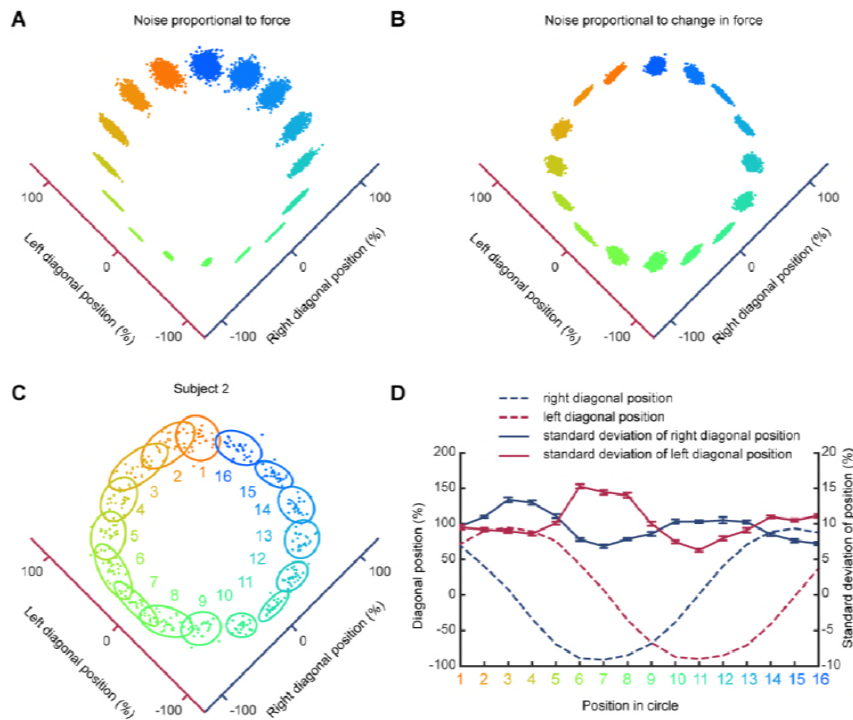 A
Noise proportional to force
100
0
-100
Left diagonal position (%)
100
0
-100
Right diagonal position (%)
B
Noise proportional to change in force
100
0
-100
Left diagonal position (%)
100
0
-100
Right diagonal position (%)
C
Subject 2
1
2
3
4
5
6
7
8
9
10
11
12
13
14
15
16
100
0
-100
Left diagonal position (%)
100
0
-100
Right diagonal position (%)
D
right diagonal position
left diagonal position
standard deviation of right diagonal position
standard deviation of left diagonal position
Diagonal position (%)
200
150
100
50
0
-50
-100
20
15
10
5
0
-5
-10
Standard deviation of position (%)
1 2 3 4 5 6 7 8 9 10 11 12 13 14 15 16
Position in circle